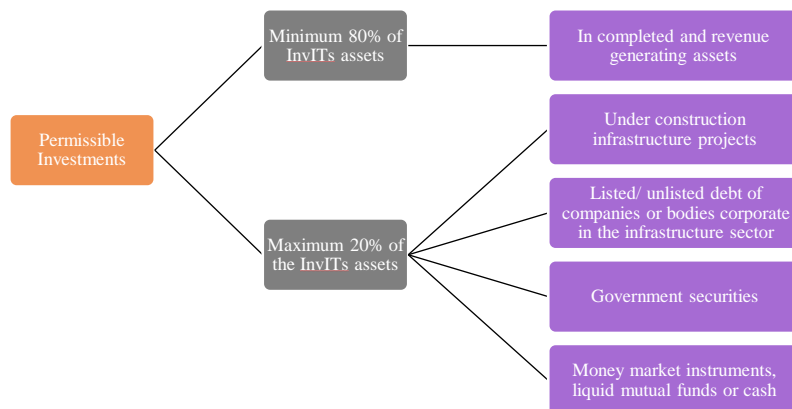 Permissible
Investments
Minimum 80% of
InvITs assets
In completed and revenue
generating assets
Maximum 20% of
the InvITs assets
Under construction
infrastructure projects
Listed/ unlisted debt of
companies or bodies corporate
in the infrastructure sector
Government securities
Money market instruments,
liquid mutual funds or cash